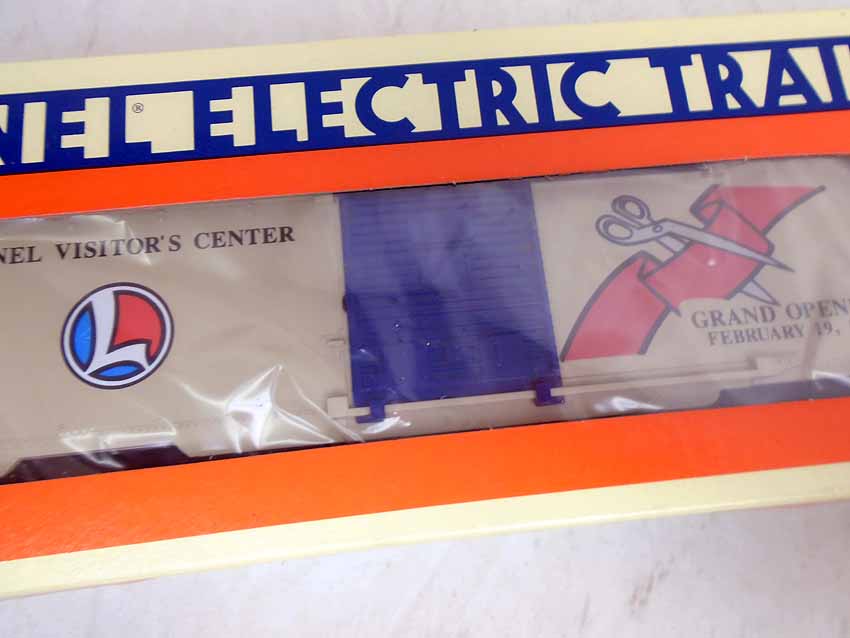 NEL® ELECTRIC TRAI
NEL VISITOR'S CENTER
L
GRAND OPEN
FEBRUARY 19,